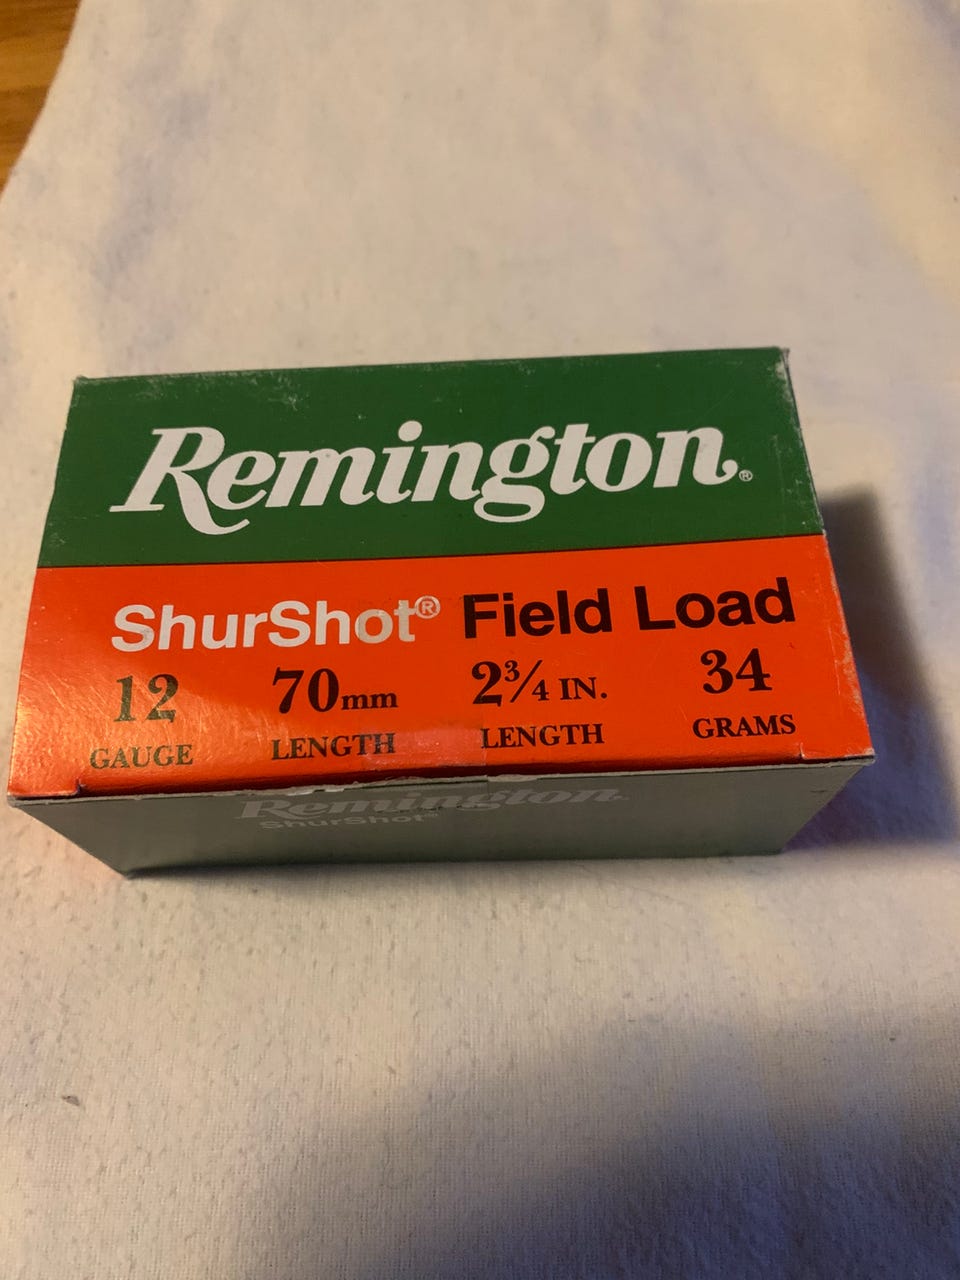 Remington®
ShurShot® Field Load
12 70mm 2¾ IN. 34
GAUGE LENGTH LENGTH GRAMS
Remington.
ShurShot®